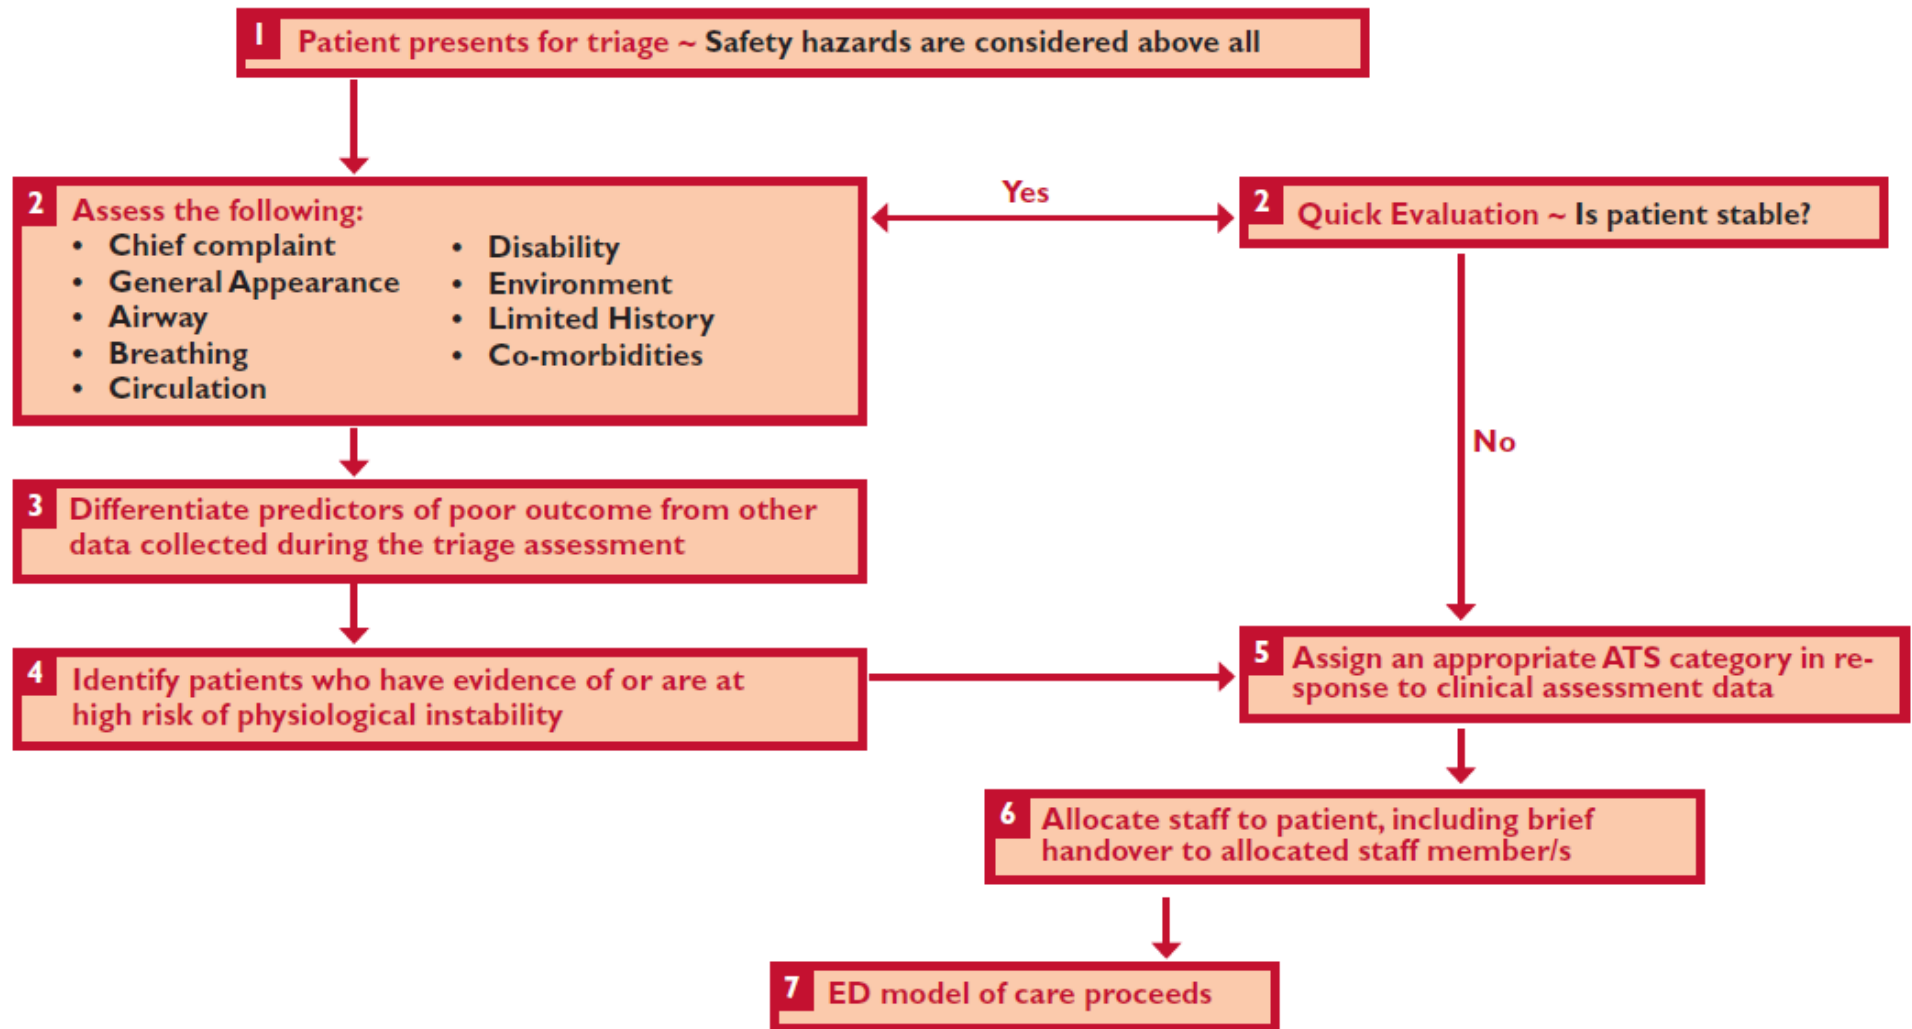 1 Patient presents for triage ~ Safety hazards are considered above all
2 Assess the following:
• Chief complaint
• General Appearance
• Airway
• Breathing
• Circulation
• Disability
• Environment
• Limited History
• Co-morbidities
Yes
2 Quick Evaluation ~ Is patient stable?
No
3 Differentiate predictors of poor outcome from other
data collected during the triage assessment
4 Identify patients who have evidence of or are at
high risk of physiological instability
5 Assign an appropriate ATS category in re-
sponse to clinical assessment data
6 Allocate staff to patient, including brief
handover to allocated staff member/s
7 ED model of care proceeds